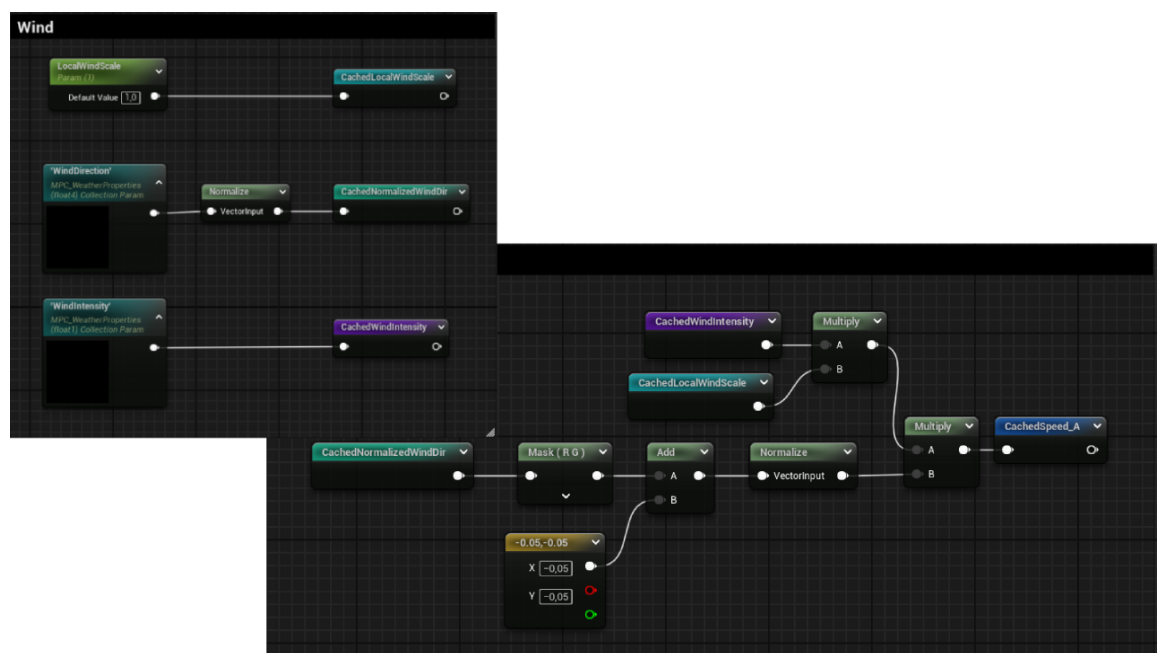 Wind
LocalWindScale
Param (1)
Default Value 1,0
CachedLocalWindScale
'WindDirection'
MPC_WeatherProperties
(float4) Collection Param
Normalize
VectorInput
CachedNormalizedWindDir
'WindIntensity'
MPC_WeatherProperties
(float1) Collection Param
CachedWindIntensity
CachedWindIntensity
Multiply
A
B
CachedLocalWindScale
CachedNormalizedWindDir
Mask ( R G )
Add
A
B
Normalize
VectorInput
Multiply
A
B
CachedSpeed_A
-0.05,-0.05
X -0,05
Y -0,05